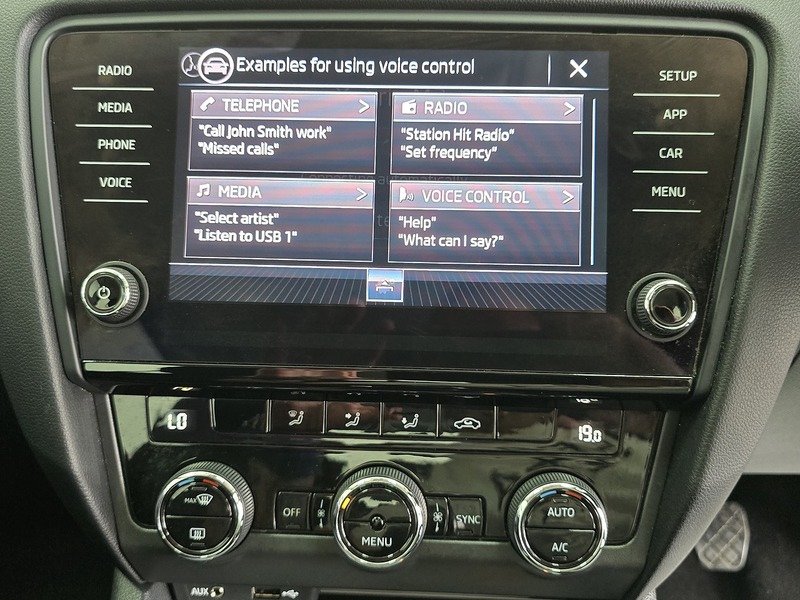 Examples for using voice control
RADIO
MEDIA
PHONE
VOICE
TELEPHONE
"Call John Smith work"
"Missed calls"
RADIO
"Station Hit Radio"
"Set frequency"
MEDIA
"Select artist"
"Listen to USB 1"
VOICE CONTROL
"Help"
"What can I say?"
SETUP
APP
CAR
MENU
LO
19.0
MAX
OFF
MENU
SYNC
AUTO
A/C
AUX